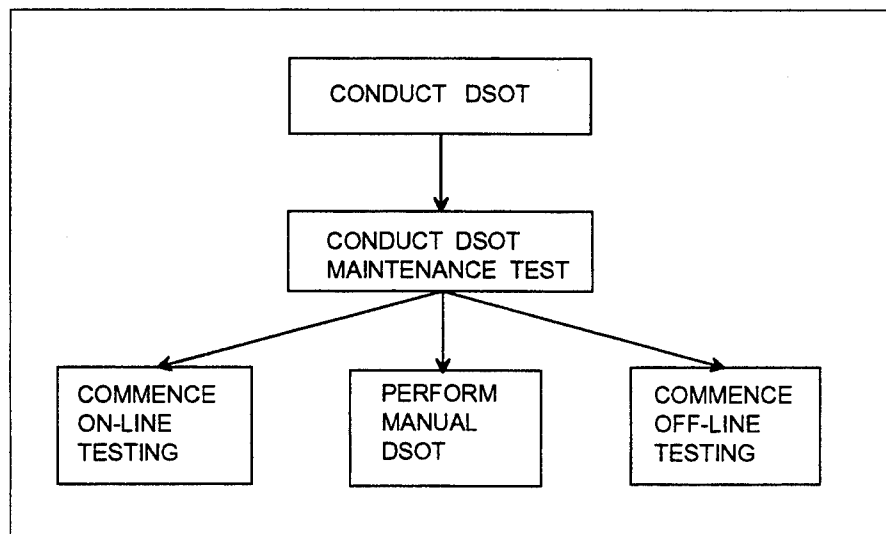 CONDUCT DSOT
CONDUCT DSOT
MAINTENANCE TEST
COMMENCE
ON-LINE
TESTING
PERFORM
MANUAL
DSOT
COMMENCE
OFF-LINE
TESTING